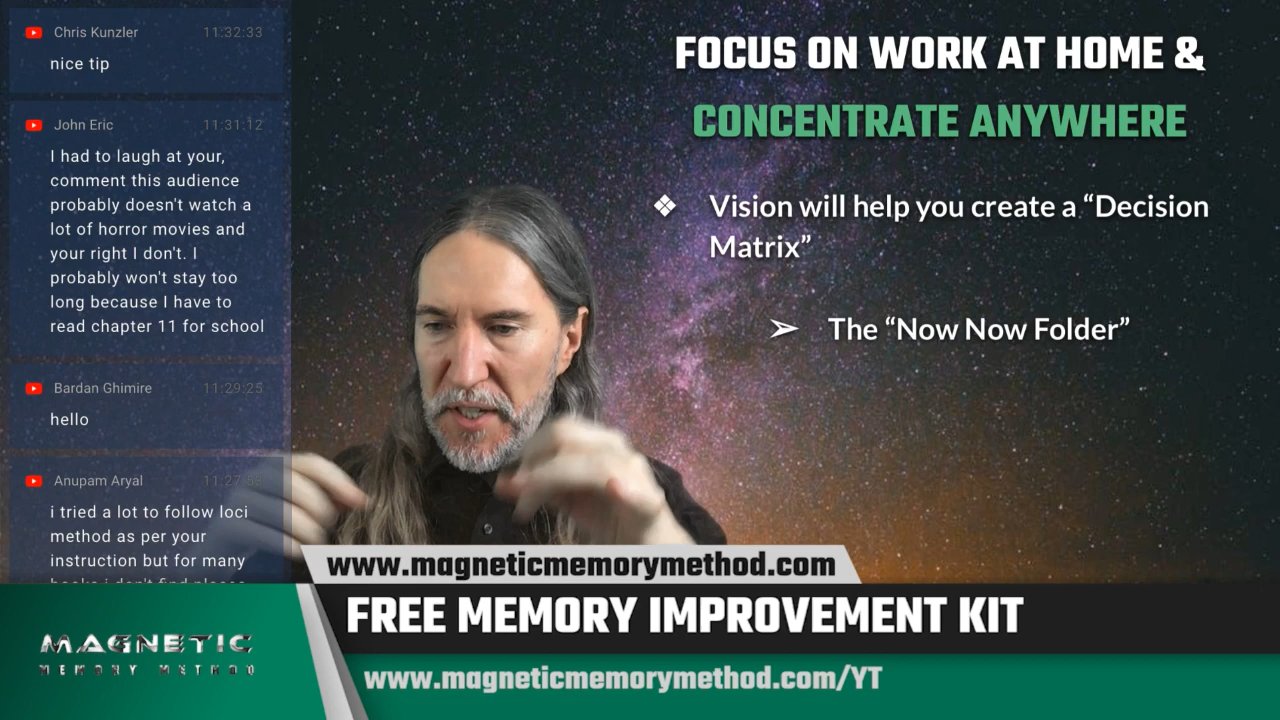 Chris Kunzler 11:32:33
nice tip
John Eric 11:31:12
I had to laugh at your,
comment this audience
probably doesn't watch a
lot of horror movies and
your right I don't. I
probably won't stay too
long because I have to
read chapter 11 for school
Bardan Ghimire 11:29:25
hello
Anupam Aryal
i tried a lot to follow loci
method as per your
instruction but for many
FOCUS ON WORK AT HOME &
CONCENTRATE ANYWHERE
❖ Vision will help you create a “Decision
Matrix”
➢ The “Now Now Folder”
www.magneticmemorymethod.com
FREE MEMORY IMPROVEMENT KIT
www.magneticmemorymethod.com/YT
MAGNETIC
MEMORY METHOD